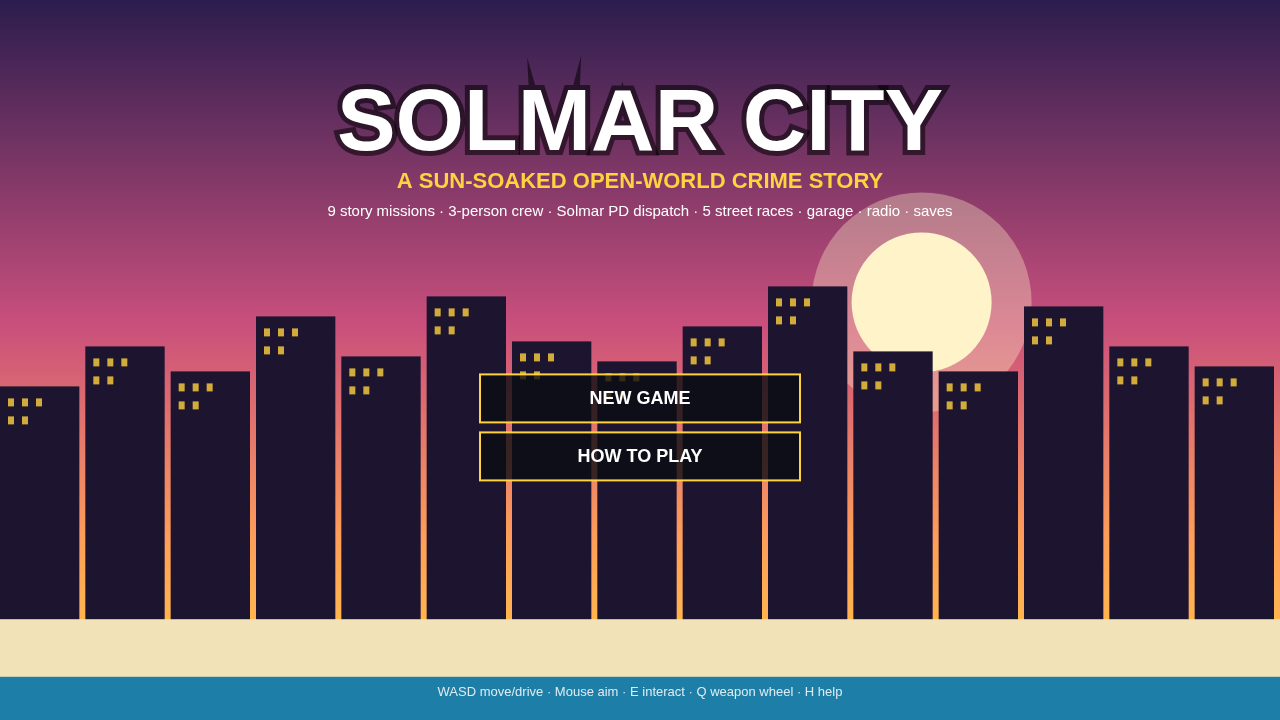 SOLMAR CITY
A SUN-SOAKED OPEN-WORLD CRIME STORY
9 story missions · 3-person crew · Solmar PD dispatch · 5 street races · garage · radio · saves
NEW GAME
HOW TO PLAY
WASD move/drive · Mouse aim · E interact · Q weapon wheel · H help